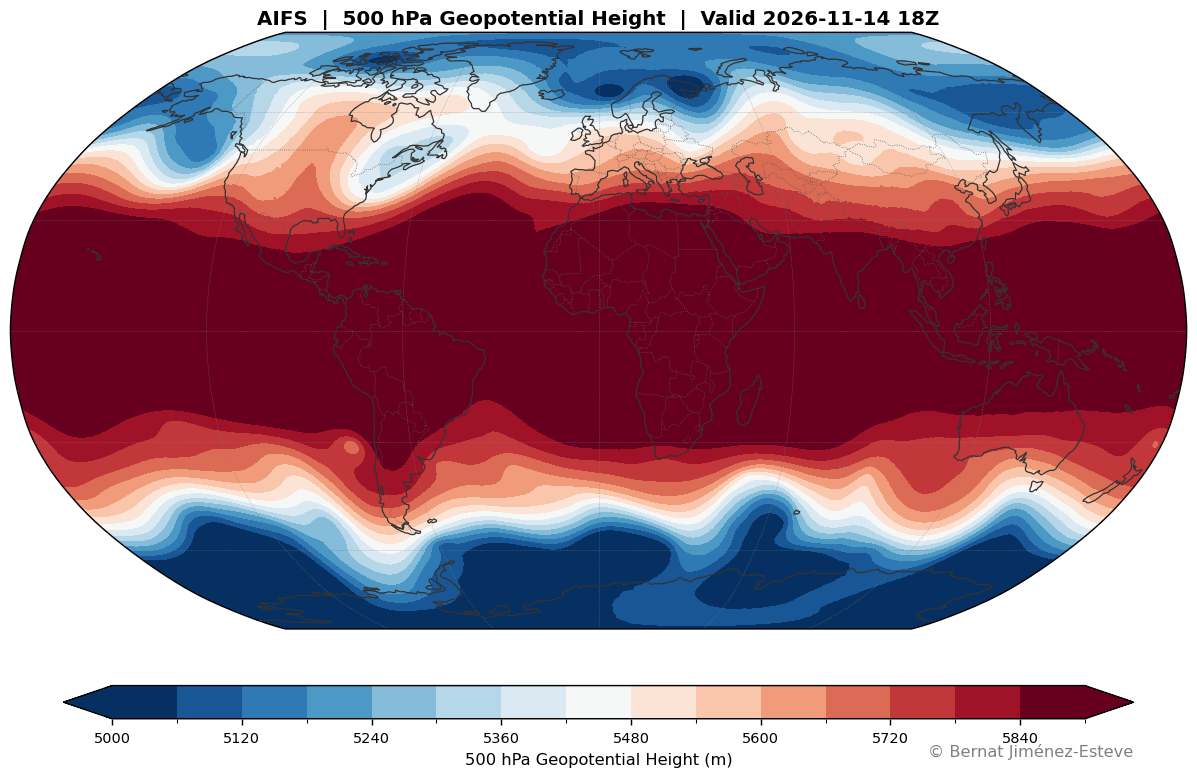 AIFS | 500 hPa Geopotential Height | Valid 2026-11-14 18Z
5000 5120 5240 5360 5480 5600 5720 5840
500 hPa Geopotential Height (m)
© Bernat Jiménez-Esteve